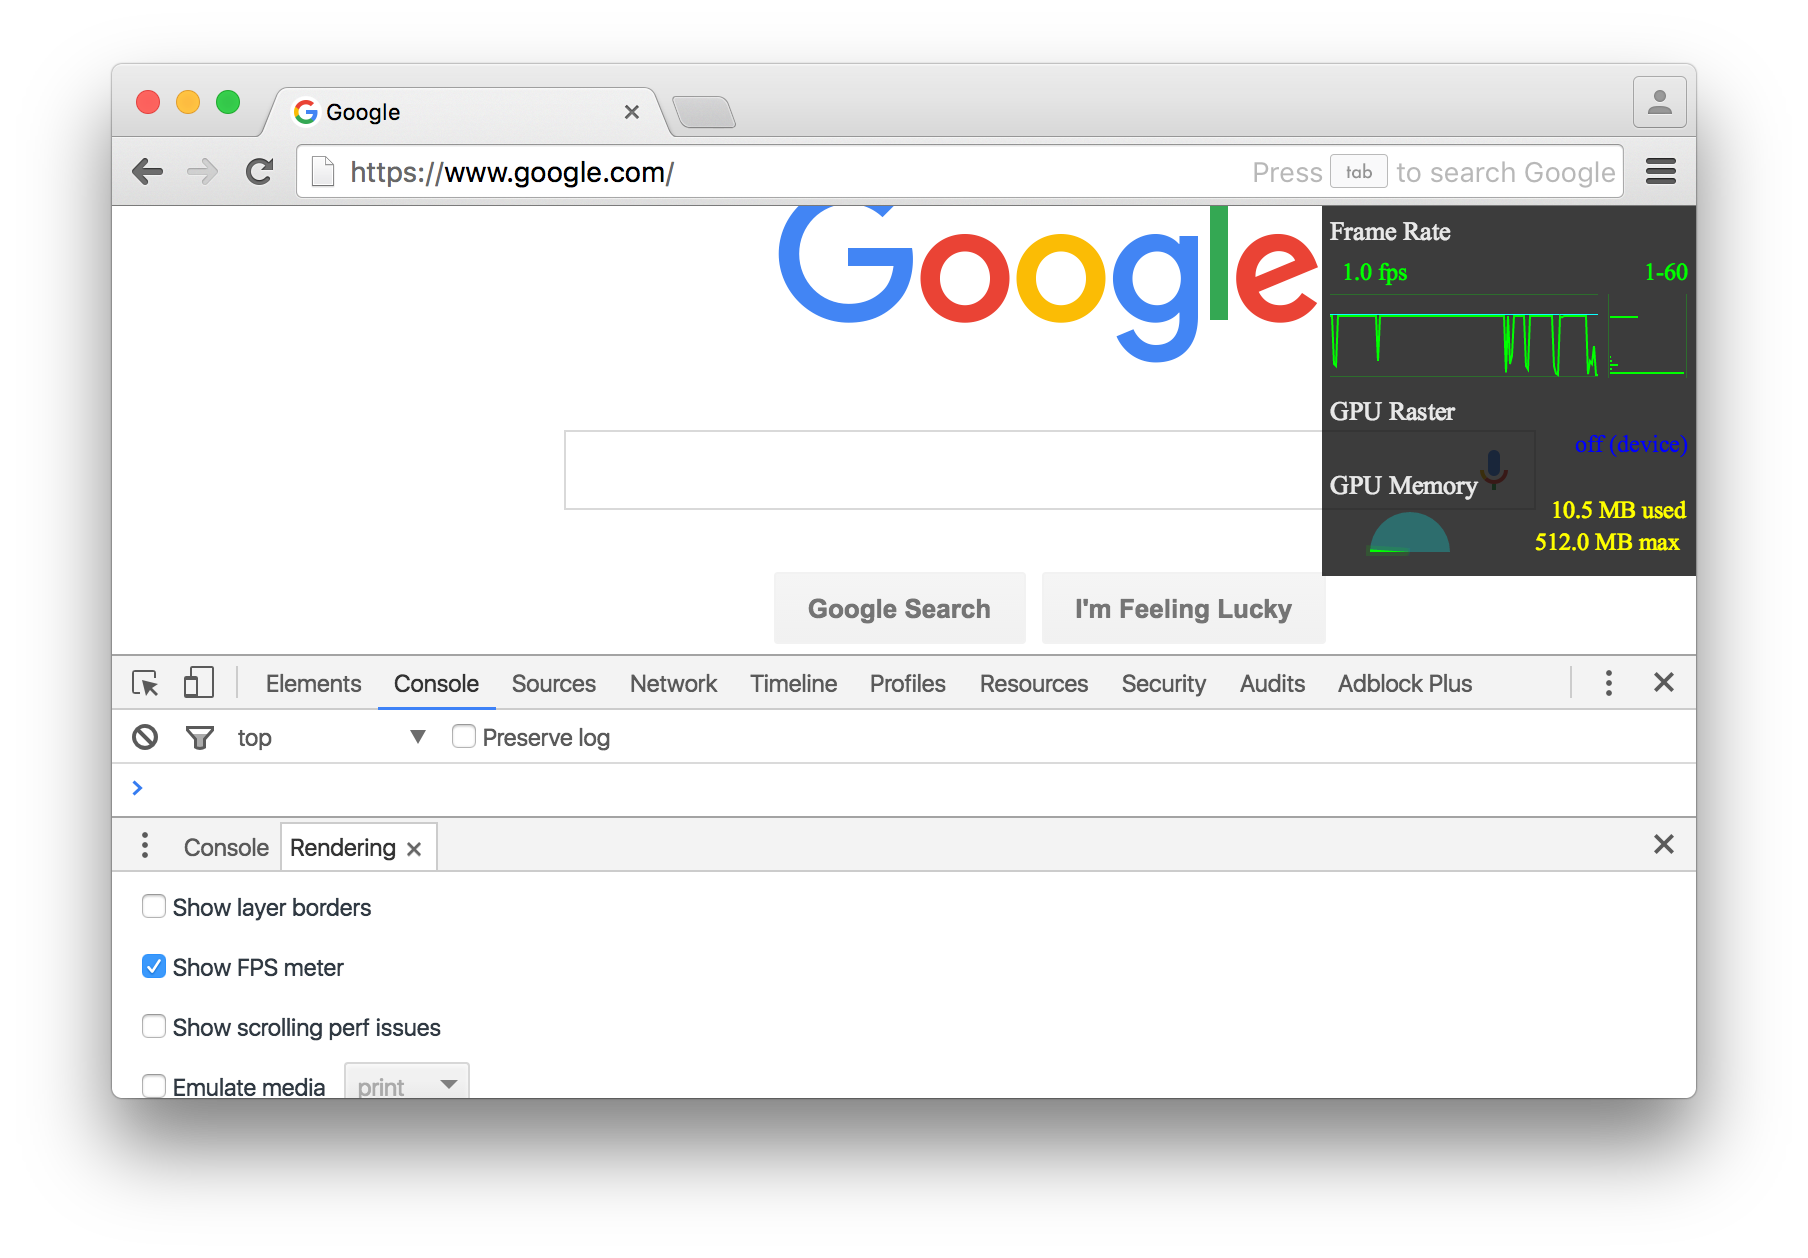 Google
https://www.google.com/
Press tab to search Google
Google
Frame Rate
1.0 fps 1-60
GPU Raster
off (device)
GPU Memory
10.5 MB used
512.0 MB max
Google Search I'm Feeling Lucky
Elements Console Sources Network Timeline Profiles Resources Security Audits Adblock Plus
top Preserve log
Console Rendering
Show layer borders
Show FPS meter
Show scrolling perf issues
Emulate media print